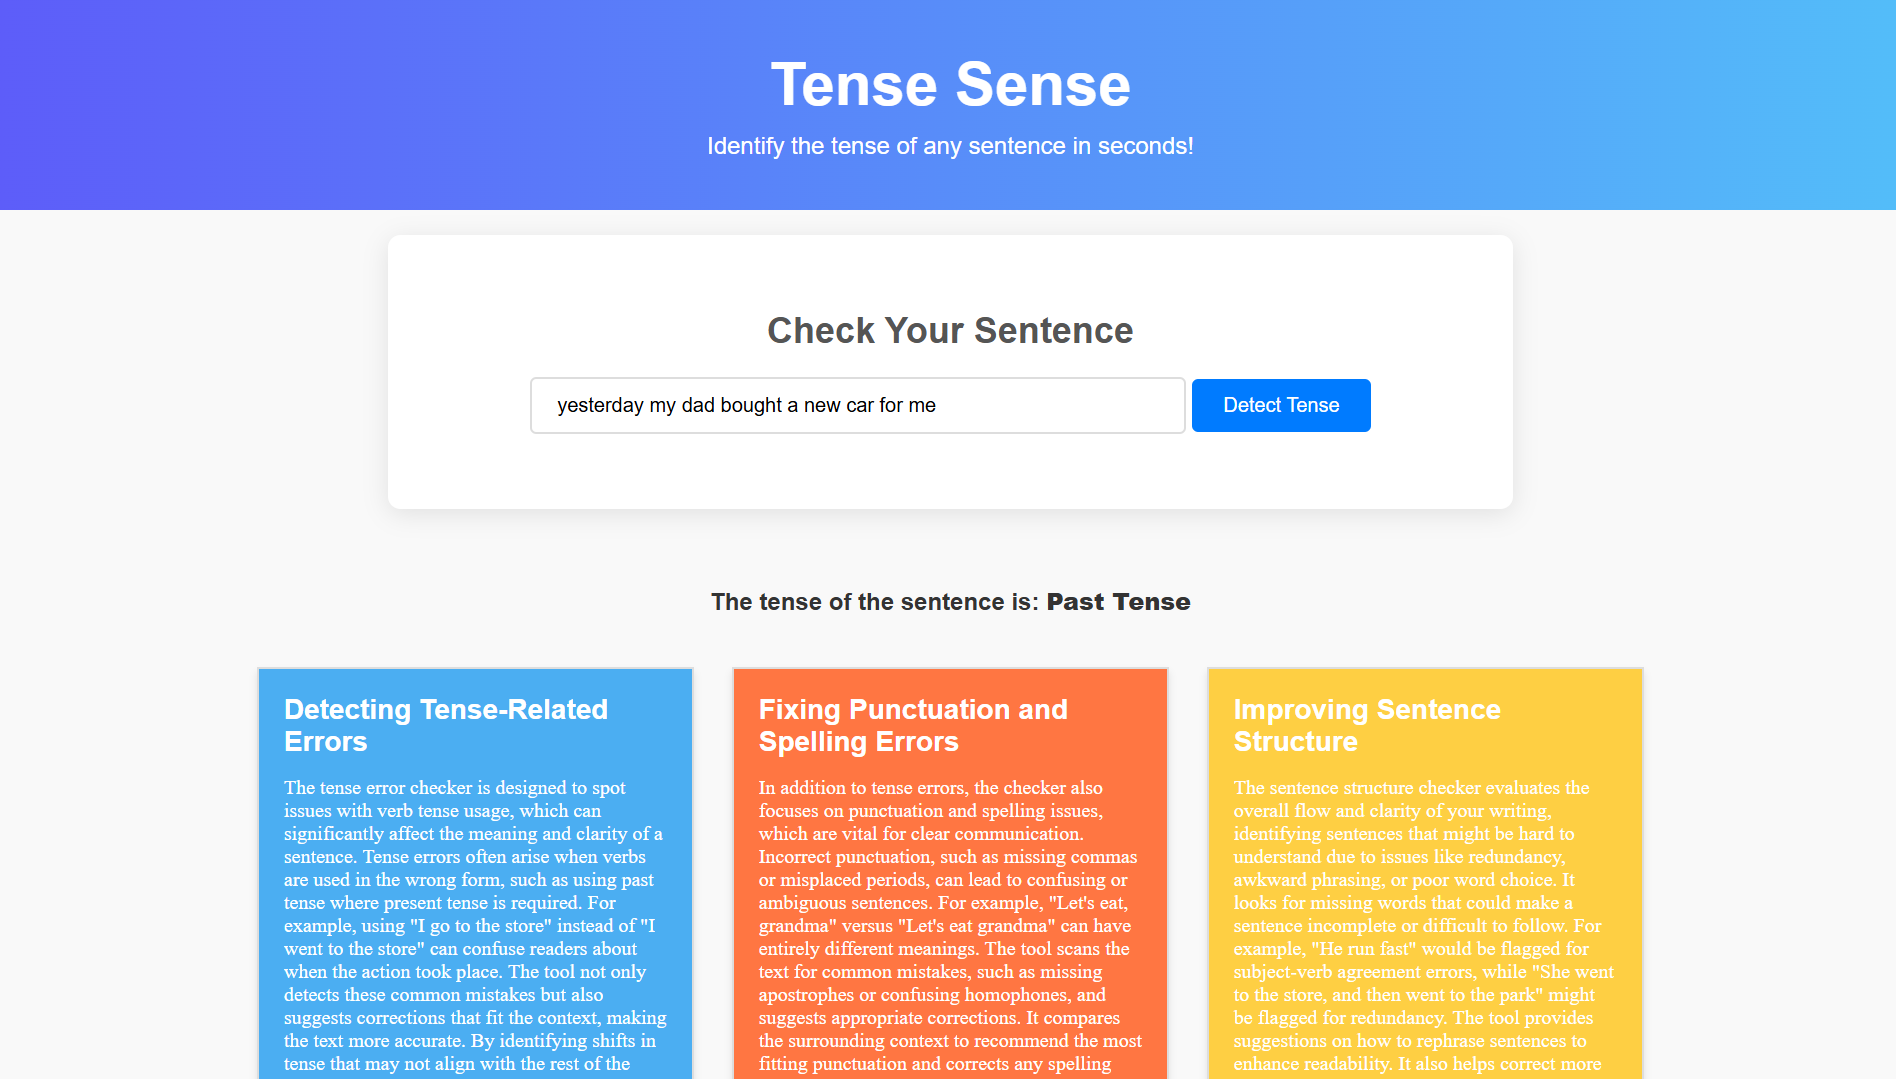 Tense Sense
Identify the tense of any sentence in seconds!
Check Your Sentence
yesterday my dad bought a new car for me
Detect Tense
The tense of the sentence is: Past Tense
Detecting Tense-Related
Errors
The tense error checker is designed to spot
issues with verb tense usage, which can
significantly affect the meaning and clarity of a
sentence. Tense errors often arise when verbs
are used in the wrong form, such as using past
tense where present tense is required. For
example, using "I go to the store" instead of "I
went to the store" can confuse readers about
when the action took place. The tool not only
detects these common mistakes but also
suggests corrections that fit the context, making
the text more accurate. By identifying shifts in
tense that may not align with the rest of the
Fixing Punctuation and
Spelling Errors
In addition to tense errors, the checker also
focuses on punctuation and spelling issues,
which are vital for clear communication.
Incorrect punctuation, such as missing commas
or misplaced periods, can lead to confusing or
ambiguous sentences. For example, "Let's eat,
grandma" versus "Let's eat grandma" can have
entirely different meanings. The tool scans the
text for common mistakes, such as missing
apostrophes or confusing homophones, and
suggests appropriate corrections. It compares
the surrounding context to recommend the most
fitting punctuation and corrects any spelling
Improving Sentence
Structure
The sentence structure checker evaluates the
overall flow and clarity of your writing,
identifying sentences that might be hard to
understand due to issues like redundancy,
awkward phrasing, or poor word choice. It
looks for missing words that could make a
sentence incomplete or difficult to follow. For
example, "He run fast" would be flagged for
subject-verb agreement errors, while "She went
to the store, and then went to the park" might
be flagged for redundancy. The tool provides
suggestions on how to rephrase sentences to
enhance readability. It also helps correct more